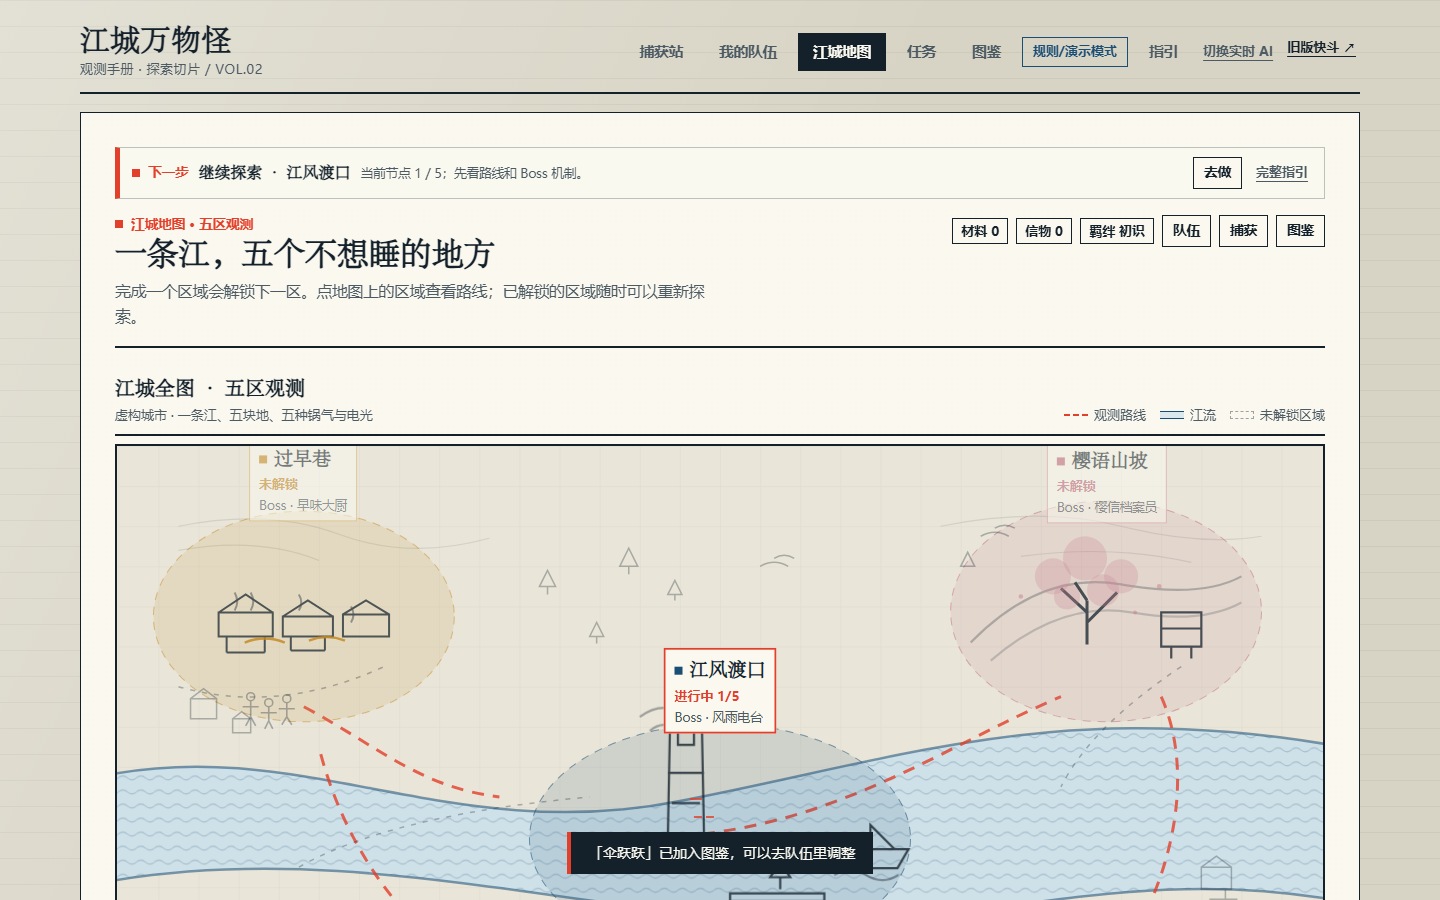 江城万物怪
观测手册 · 探索切片 / VOL.02
捕获站 我的队伍 江城地图 任务 图鉴 规则/演示模式 指引 切换实时 AI 旧版快斗 ↗
下一步 继续探索 · 江风渡口 当前节点 1 / 5；先看路线和 Boss 机制。 去做 完整指引
江城地图 • 五区观测
材料 0 信物 0 羁绊 初识 队伍 捕获 图鉴
一条江，五个不想睡的地方
完成一个区域会解锁下一区。点地图上的区域查看路线；已解锁的区域随时可以重新探
索。
江城全图 · 五区观测
虚构城市 · 一条江、五块地、五种锅气与电光
观测路线 江流 未解锁区域
过早巷
未解锁
Boss · 早味大厨
樱语山坡
未解锁
Boss · 樱信档案员
江风渡口
进行中 1/5
Boss · 风雨电台
「伞跃跃」已加入图鉴，可以去队伍里调整